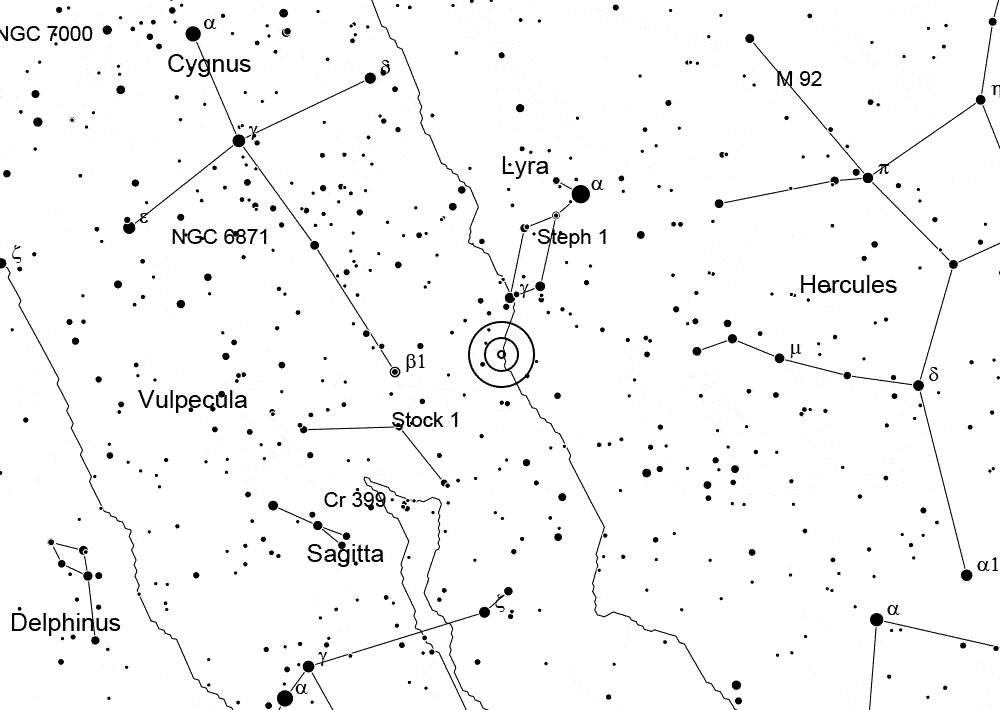 NGC 7000
α
Cygnus
δ
M 92
η
γ
Lyra
α
π
ε
NGC 6871
Steph 1
ζ
γ
Hercules
μ
β1
δ
Vulpecula
Stock 1
Cr 399
Sagitta
α1
ζ
α
Delphinus
γ
α